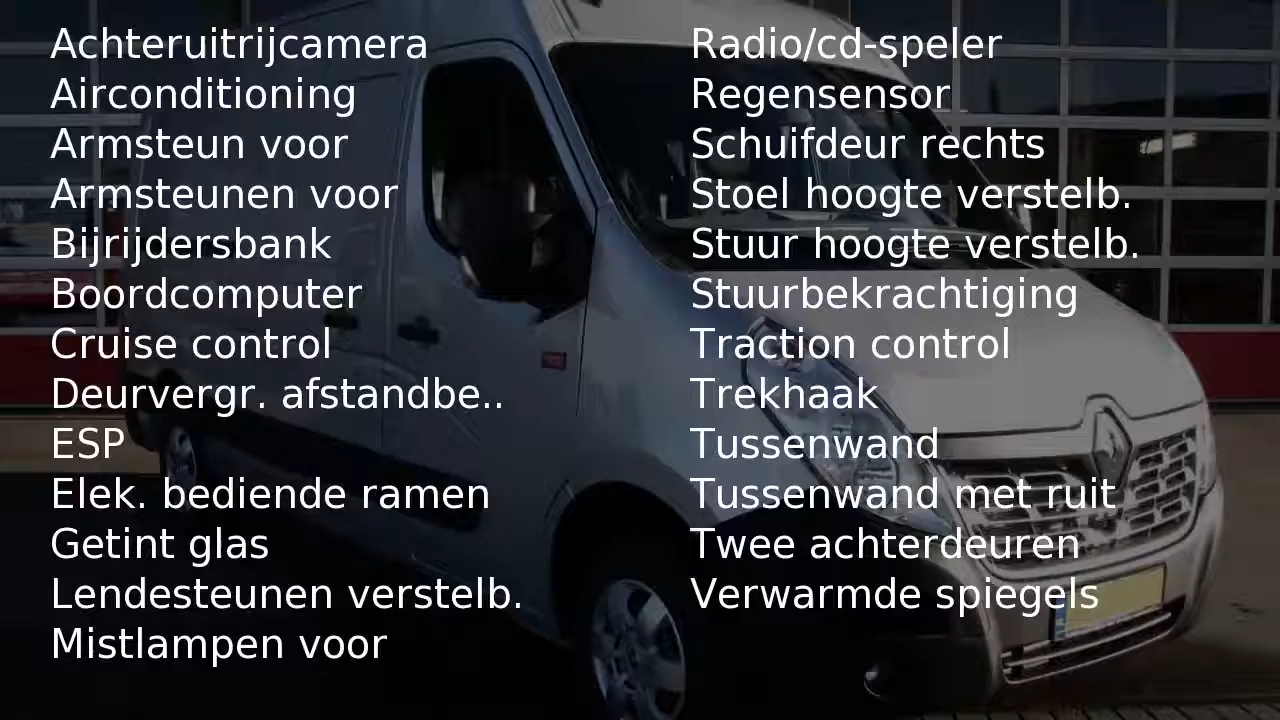 Achteruitrijcamera
Airconditioning
Armsteun voor
Armsteunen voor
Bijrijdersbank
Boordcomputer
Cruise control
Deurvergr. afstandbe..
ESP
Elek. bediende ramen
Getint glas
Lendesteunen verstelb.
Mistlampen voor
Radio/cd-speler
Regensensor
Schuifdeur rechts
Stoel hoogte verstelb.
Stuur hoogte verstelb.
Stuurbekrachtiging
Traction control
Trekhaak
Tussenwand
Tussenwand met ruit
Twee achterdeuren
Verwarmde spiegels